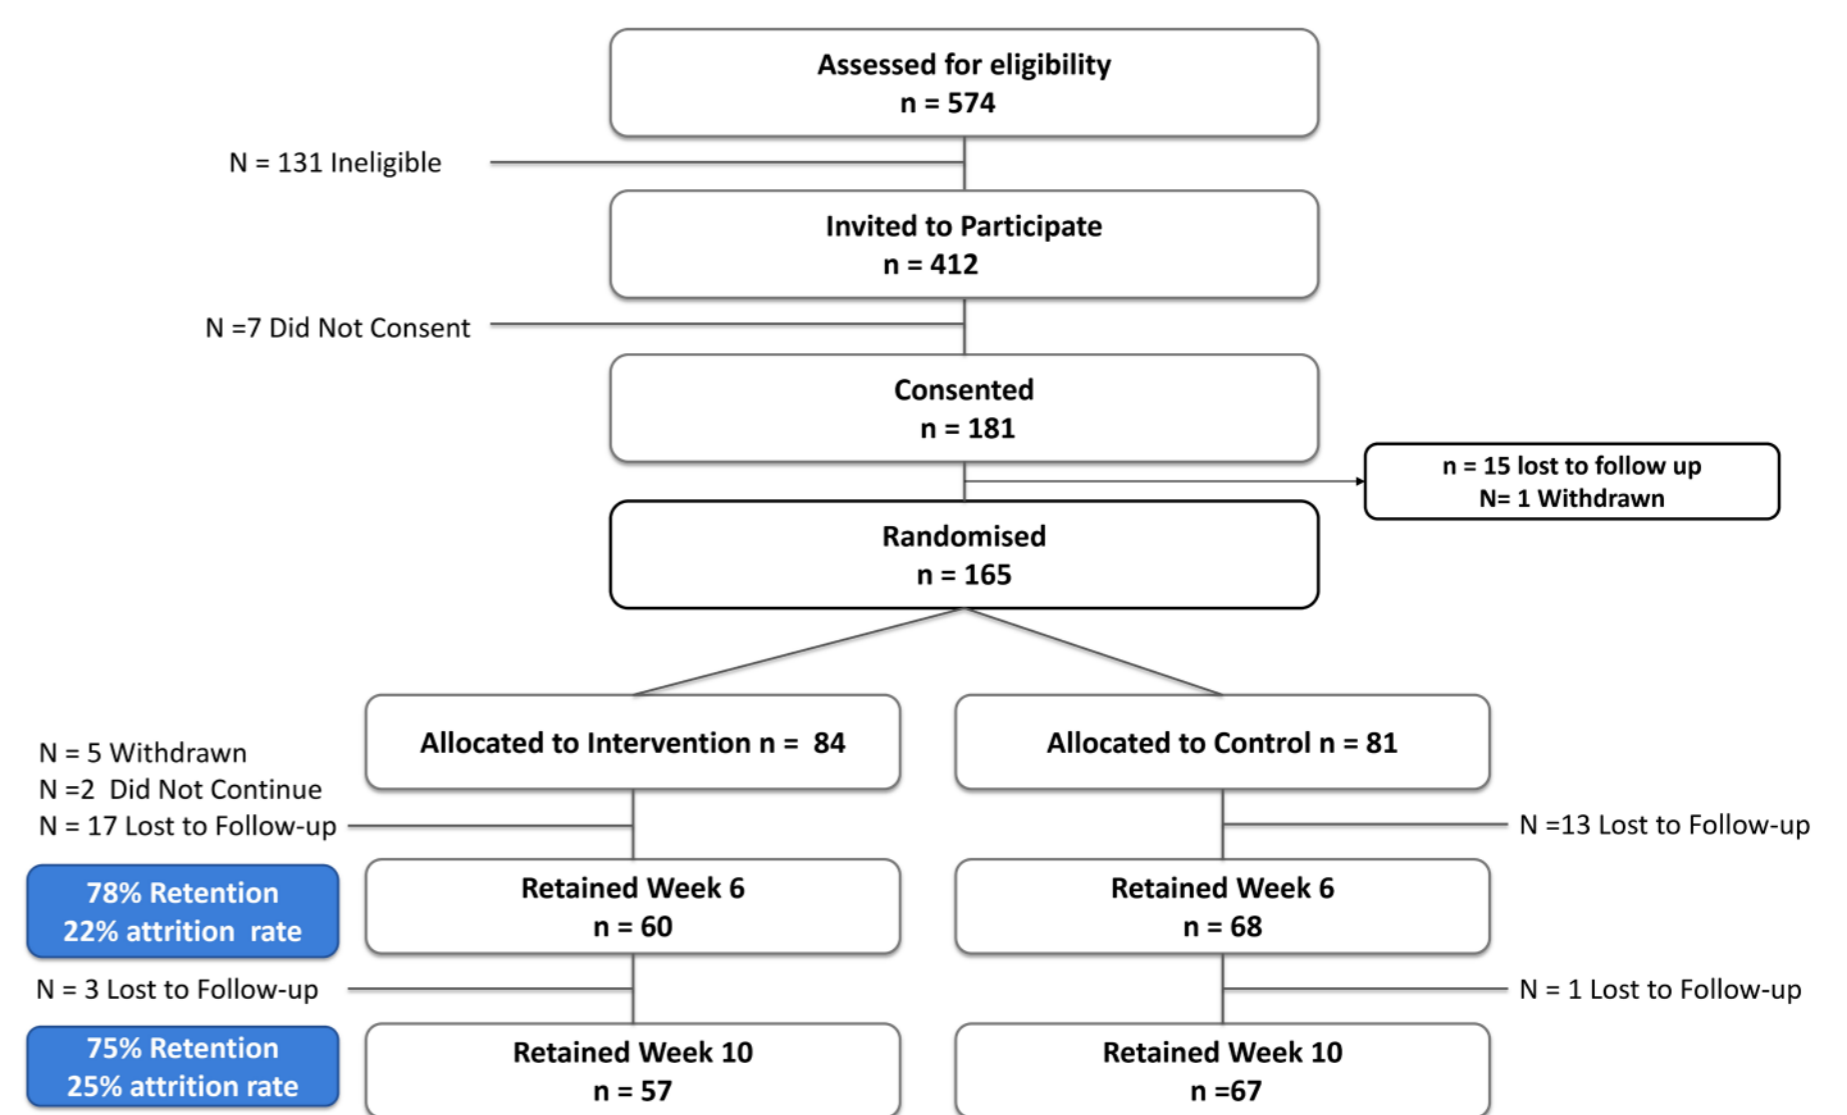 Assessed for eligibility
n = 574
N = 131 Ineligible
Invited to Participate
n = 412
N =7 Did Not Consent
Consented
n = 181
n = 15 lost to follow up
N= 1 Withdrawn
Randomised
n = 165
Allocated to Intervention n =  84
Allocated to Control n = 81
N = 5 Withdrawn
N =2  Did Not Continue
N = 17 Lost to Follow-up
N =13 Lost to Follow-up
78% Retention
22% attrition  rate
Retained Week 6
n = 60
Retained Week 6
n = 68
N = 3 Lost to Follow-up
N = 1 Lost to Follow-up
75% Retention
25% attrition rate
Retained Week 10
n = 57
Retained Week 10
n =67